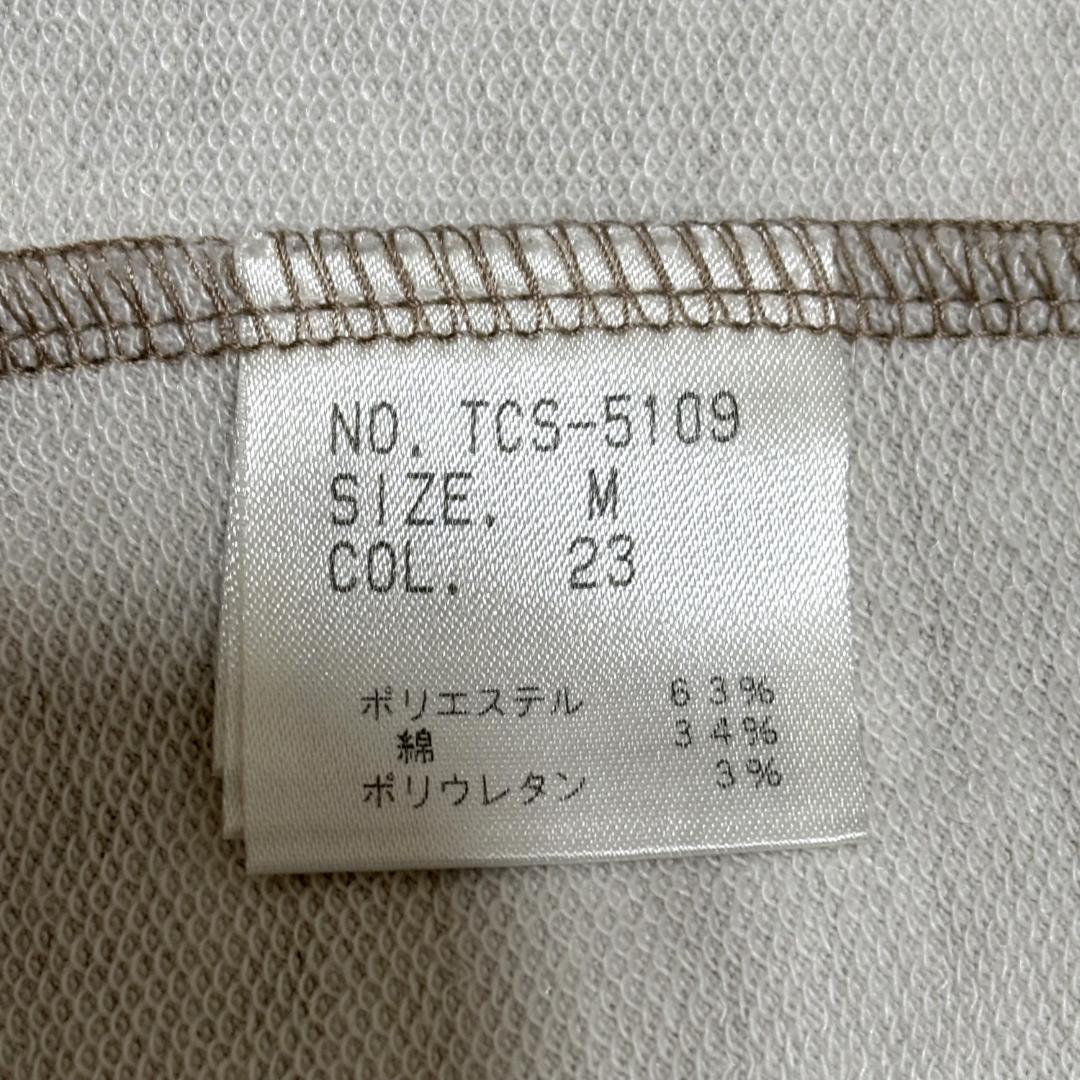 NO. TCS-5109
SIZE. M
COL. 23
ポリエステル 63%
綿 34%
ポリウレタン 3%